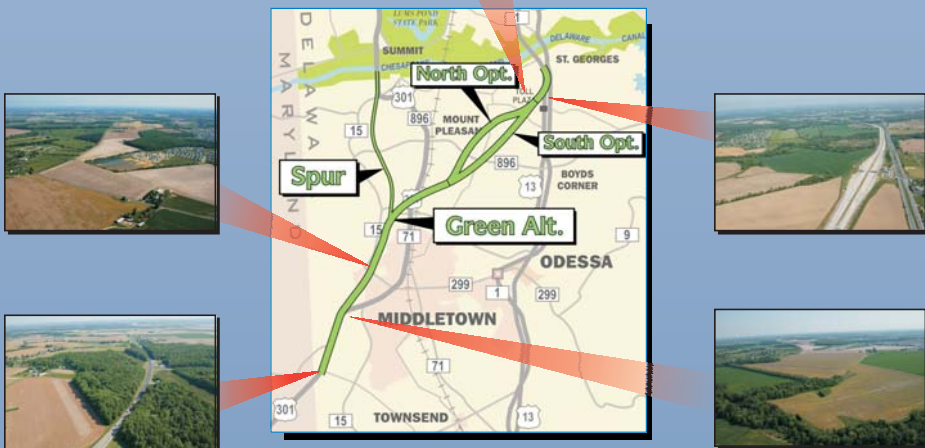 1
LUMS POND
STATE PARK
DELAWARE CANAL
SUMMIT
CHESAPEAKE
ST. GEORGES
North Opt.
TOLL
PLAZA
301
896
MOUNT
PLEASANT
15
South Opt.
896
Spur
13
BOYDS
CORNER
DELAWA
MARYLAND
Green Alt.
15
71
9
ODESSA
299
1
299
MIDDLETOWN
71
301
15
TOWNSEND
13